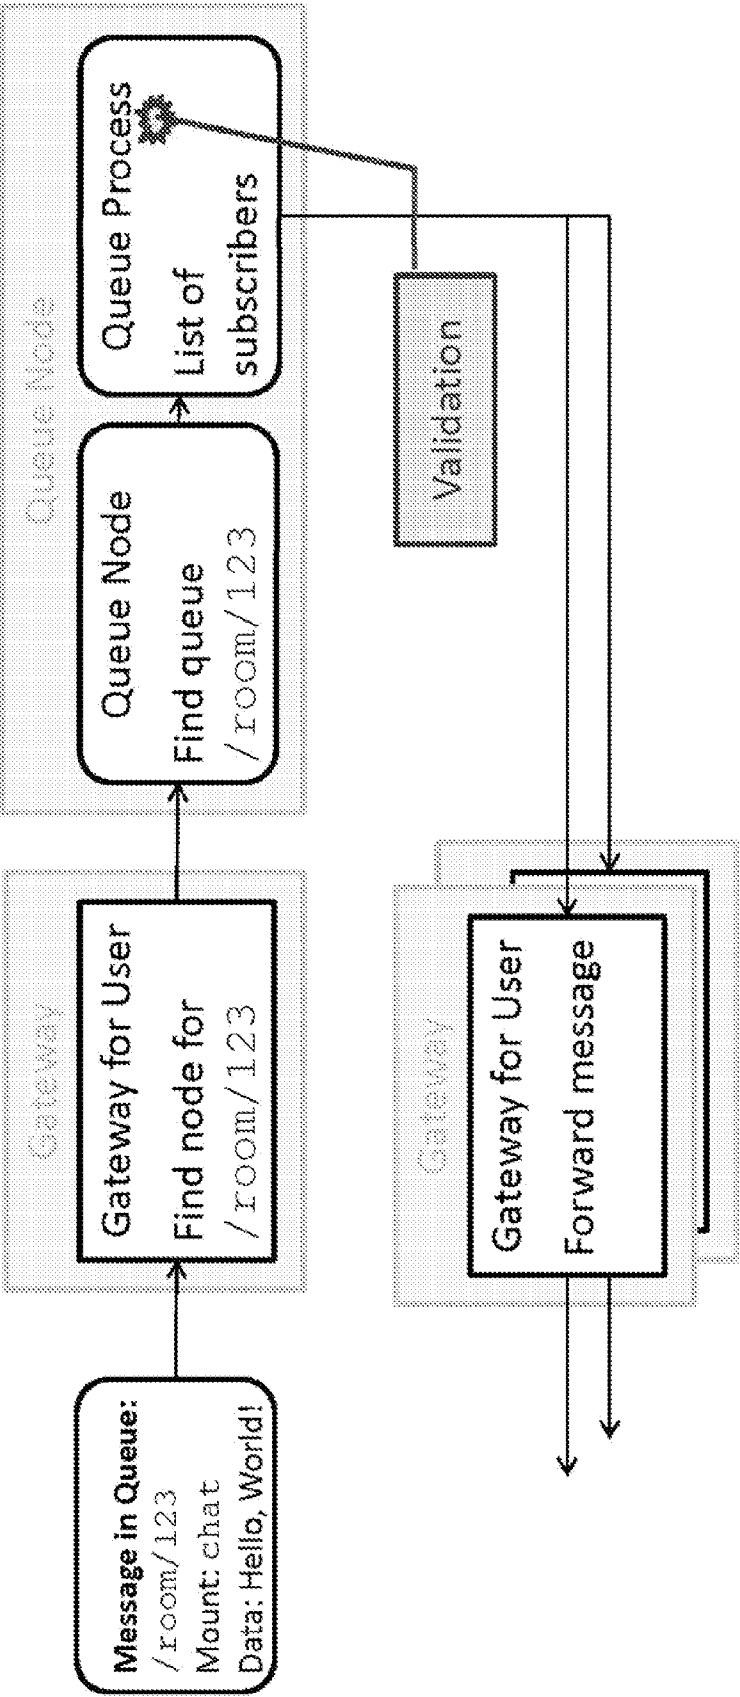 Message in Queue:
/room/123
Mount: chat
Data: Hello, World!
Gateway
Gateway for User
Find node for
/room/123
Queue Node
Queue Node
Find queue
/room/123
Queue Process
List of
subscribers
Validation
Gateway
Gateway for User
Forward message